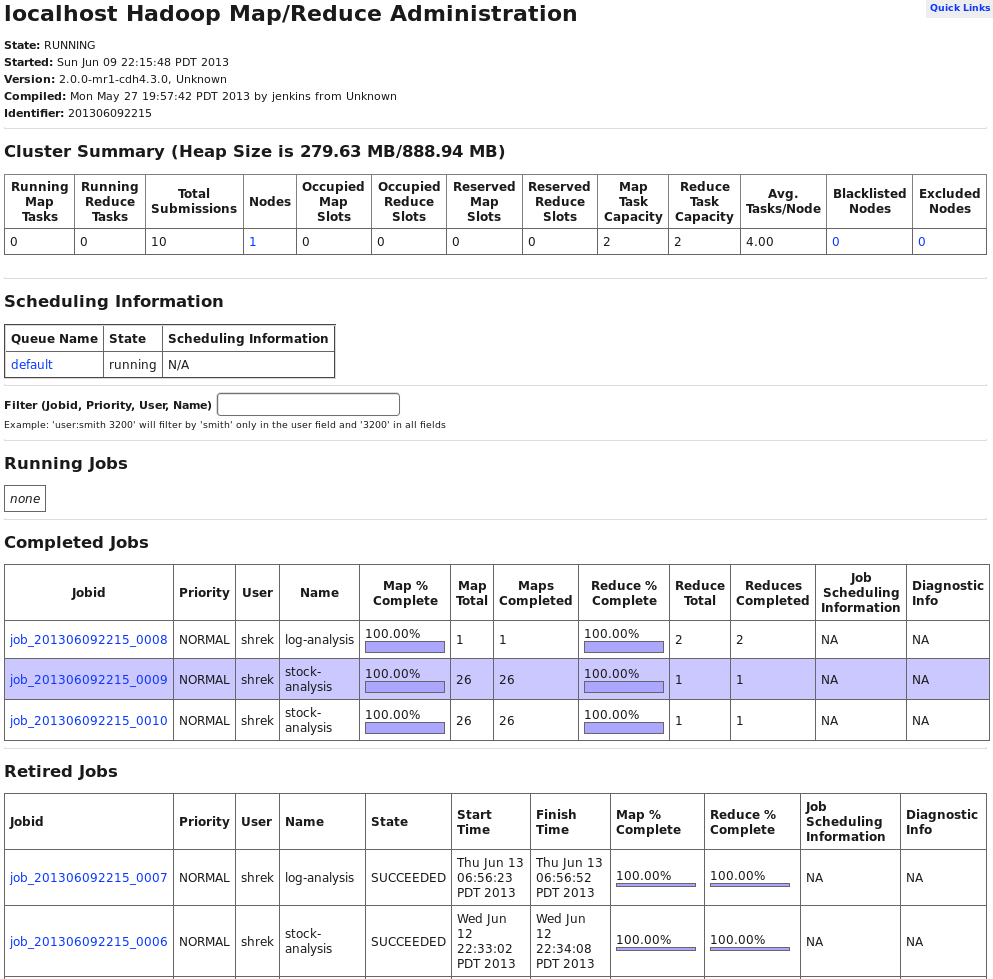 localhost Hadoop Map/Reduce Administration
Quick Links
State: RUNNING
Started: Sun Jun 09 22:15:48 PDT 2013
Version: 2.0.0-mr1-cdh4.3.0, Unknown
Compiled: Mon May 27 19:57:42 PDT 2013 by jenkins from Unknown
Identifier: 201306092215
Cluster Summary (Heap Size is 279.63 MB/888.94 MB)
Running Map Tasks Running Reduce Tasks Total Submissions Nodes Occupied Map Slots Occupied Reduce Slots Reserved Map Slots Reserved Reduce Slots Map Task Capacity Reduce Task Capacity Avg. Tasks/Node Blacklisted Nodes Excluded Nodes
0 0 10 1 0 0 0 0 2 2 4.00 0 0
Scheduling Information
Queue Name State Scheduling Information
default running N/A
Filter (Jobid, Priority, User, Name)
Example: 'user:smith 3200' will filter by 'smith' only in the user field and '3200' in all fields
Running Jobs
none
Completed Jobs
Jobid Priority User Name Map % Complete Map Total Maps Completed Reduce % Complete Reduce Total Reduces Completed Job Scheduling Information Diagnostic Info
job_201306092215_0008 NORMAL shrek log-analysis 100.00% 1 1 100.00% 2 2 NA NA
job_201306092215_0009 NORMAL shrek stock-analysis 100.00% 26 26 100.00% 1 1 NA NA
job_201306092215_0010 NORMAL shrek stock-analysis 100.00% 26 26 100.00% 1 1 NA NA
Retired Jobs
Jobid Priority User Name State Start Time Finish Time Map % Complete Reduce % Complete Job Scheduling Information Diagnostic Info
job_201306092215_0007 NORMAL shrek log-analysis SUCCEEDED Thu Jun 13 06:56:23 PDT 2013 Thu Jun 13 06:56:52 PDT 2013 100.00% 100.00% NA NA
job_201306092215_0006 NORMAL shrek stock-analysis SUCCEEDED Wed Jun 12 22:33:02 PDT 2013 Wed Jun 12 22:34:08 PDT 2013 100.00% 100.00% NA NA